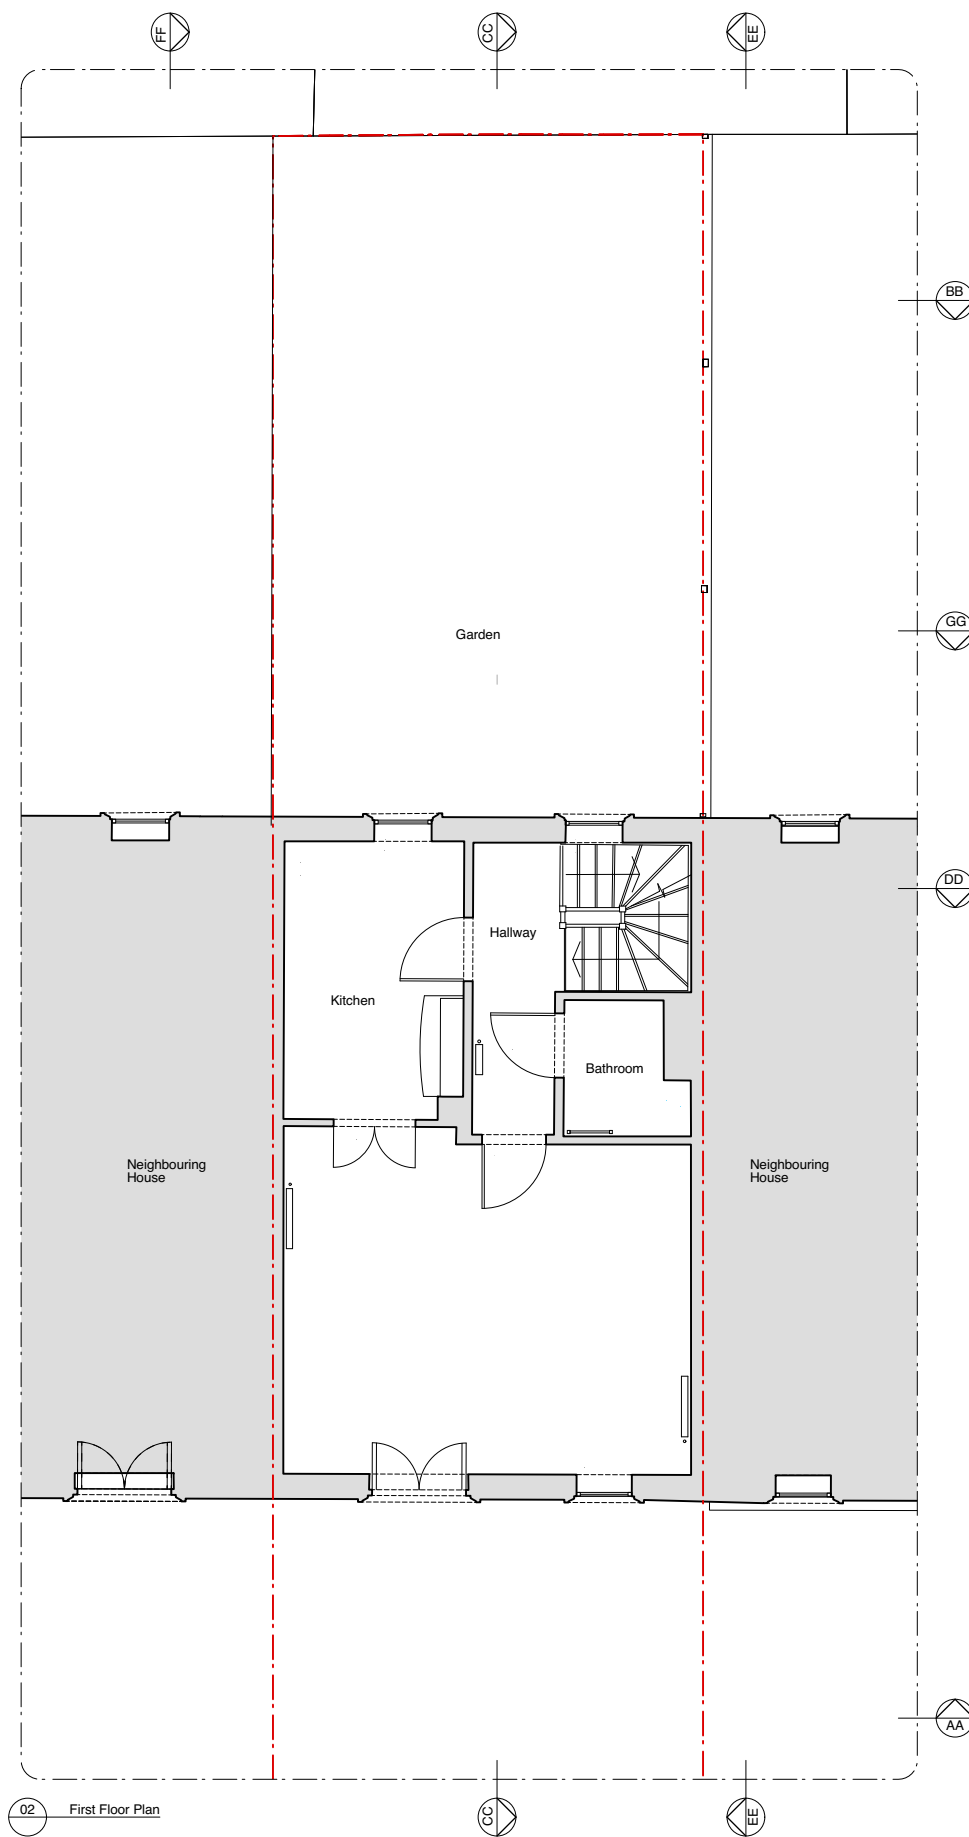 FF
CC
EE
BB
GG
Garden
DD
Hallway
Kitchen
Bathroom
Neighbouring
House
Neighbouring
House
AA
02
First Floor Plan
CC
EE